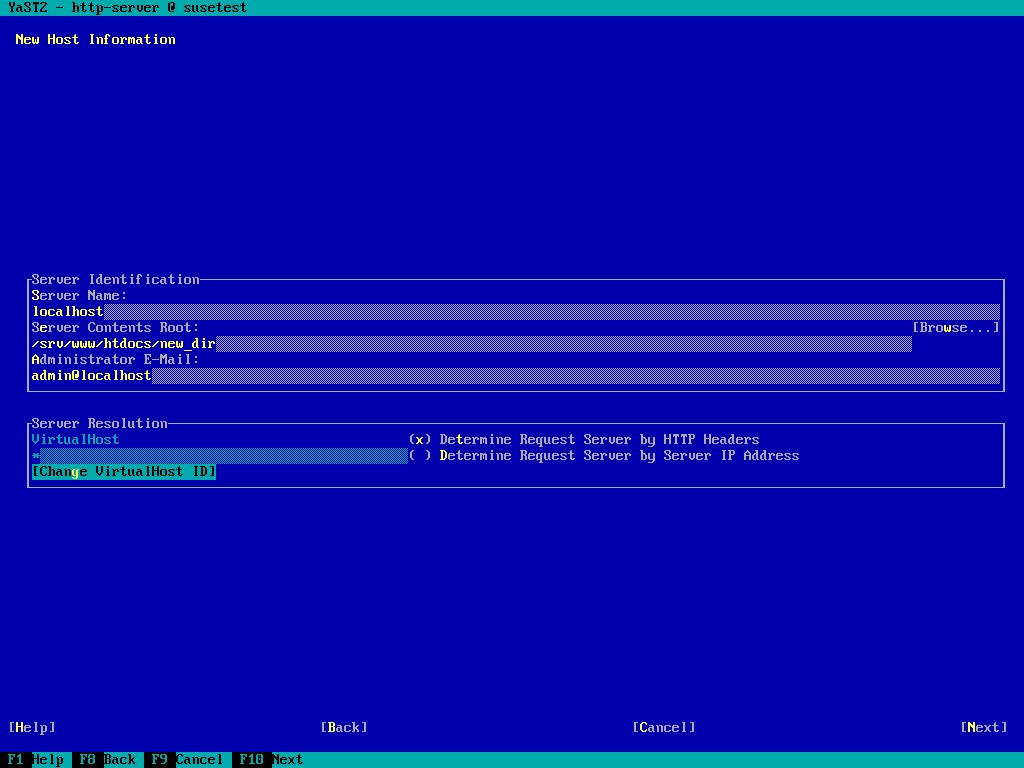 YaST2 - http-server @ susetest
New Host Information
Server Identification
Server Name:
localhost
Server Contents Root: [Browse...]
/srv/www/htdocs/new_dir
Administrator E-Mail:
admin@localhost
Server Resolution
VirtualHost (x) Determine Request Server by HTTP Headers
* ( ) Determine Request Server by Server IP Address
[Change VirtualHost ID]
[Help] [Back] [Cancel] [Next]
F1 Help F8 Back F9 Cancel F10 Next